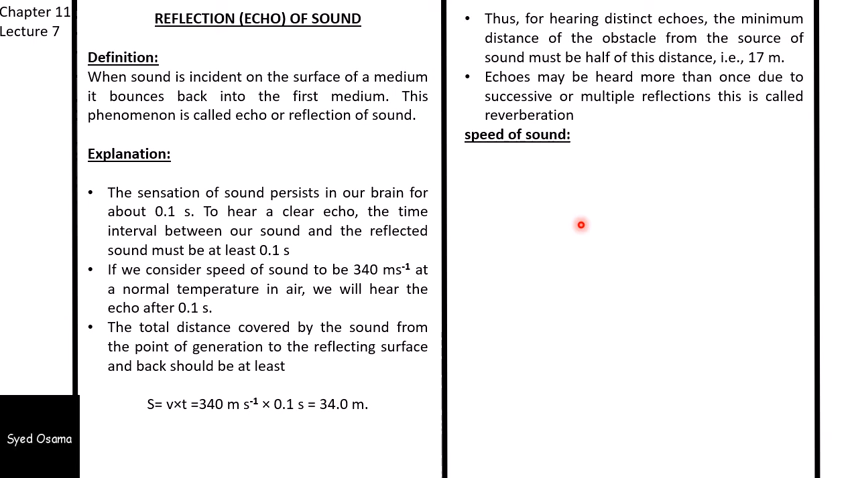 Chapter 11
Lecture 7
REFLECTION (ECHO) OF SOUND
Definition:
When sound is incident on the surface of a medium
it bounces back into the first medium. This
phenomenon is called echo or reflection of sound.
Explanation:
• The sensation of sound persists in our brain for
about 0.1 s. To hear a clear echo, the time
interval between our sound and the reflected
sound must be at least 0.1 s
• If we consider speed of sound to be 340 ms⁻¹ at
a normal temperature in air, we will hear the
echo after 0.1 s.
• The total distance covered by the sound from
the point of generation to the reflecting surface
and back should be at least
S= v×t =340 m s⁻¹ × 0.1 s = 34.0 m.
• Thus, for hearing distinct echoes, the minimum
distance of the obstacle from the source of
sound must be half of this distance, i.e., 17 m.
• Echoes may be heard more than once due to
successive or multiple reflections this is called
reverberation
speed of sound:
Syed Osama